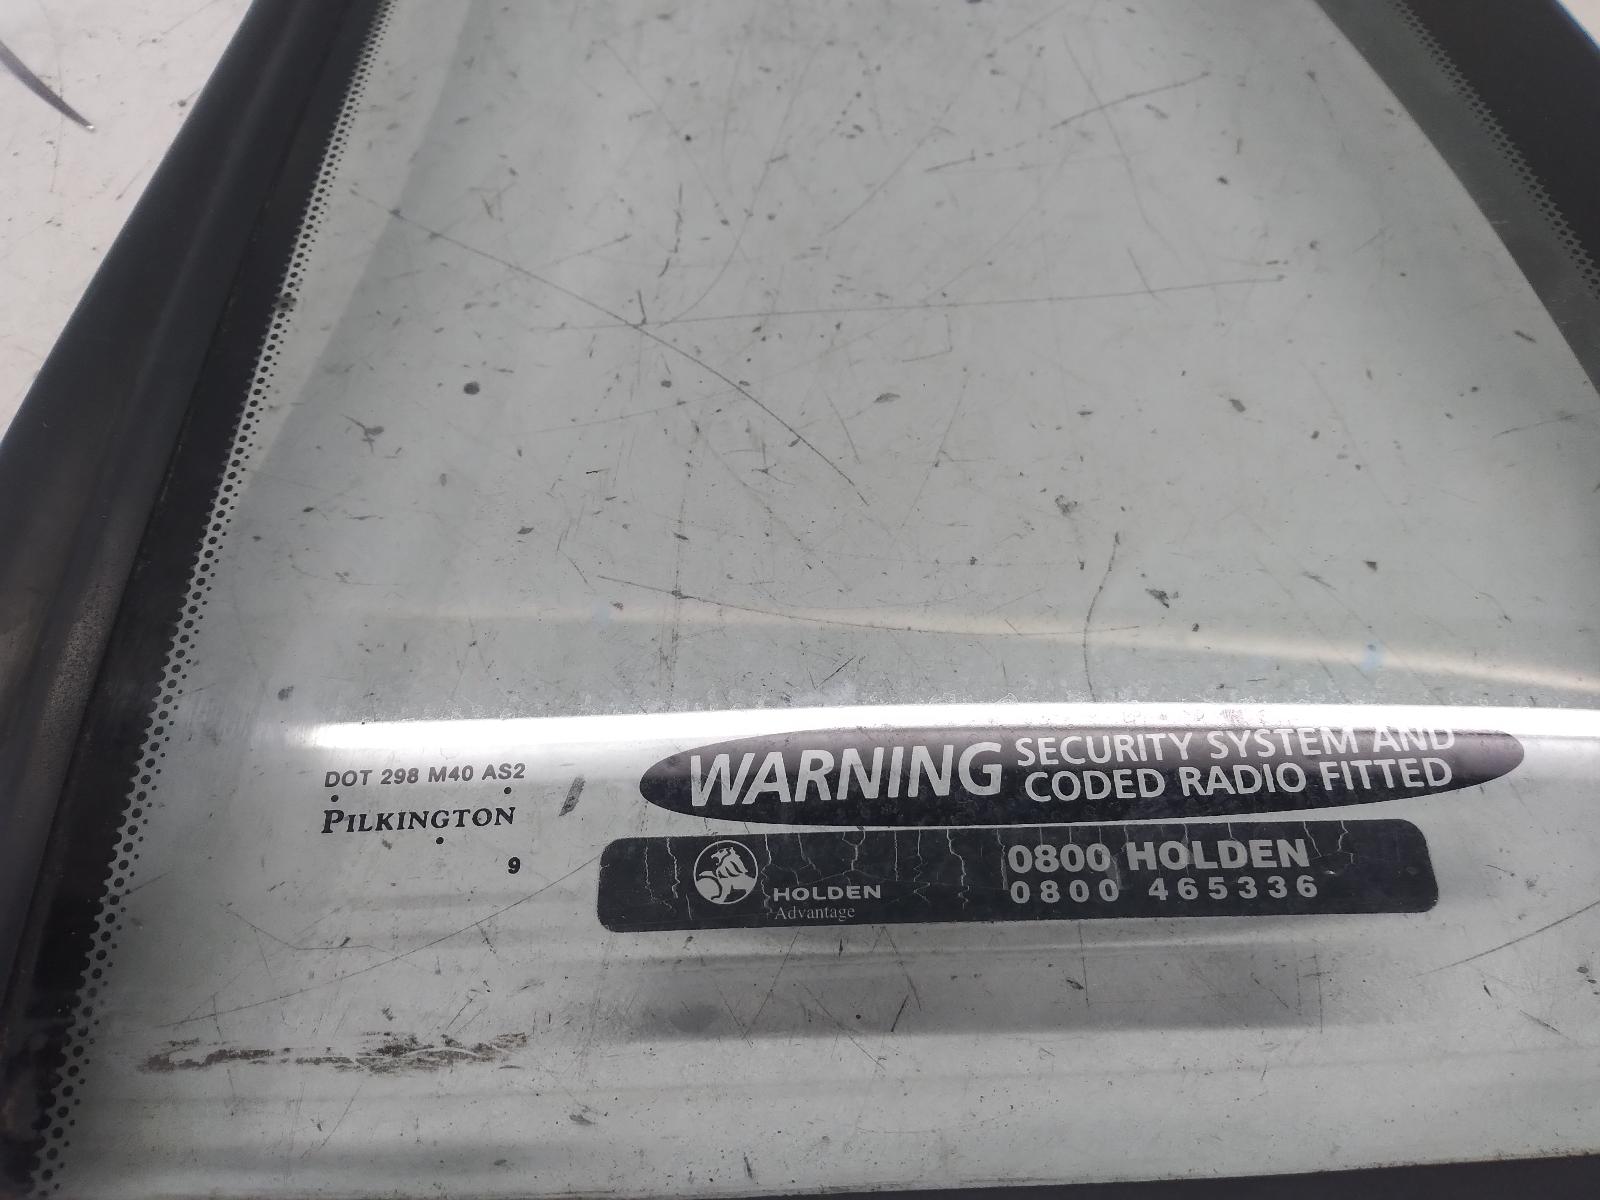 DOT 298 M40 AS2
PILKINGTON
9
WARNING SECURITY SYSTEM AND
CODED RADIO FITTED
HOLDEN
Advantage
0800 HOLDEN
0800 465336